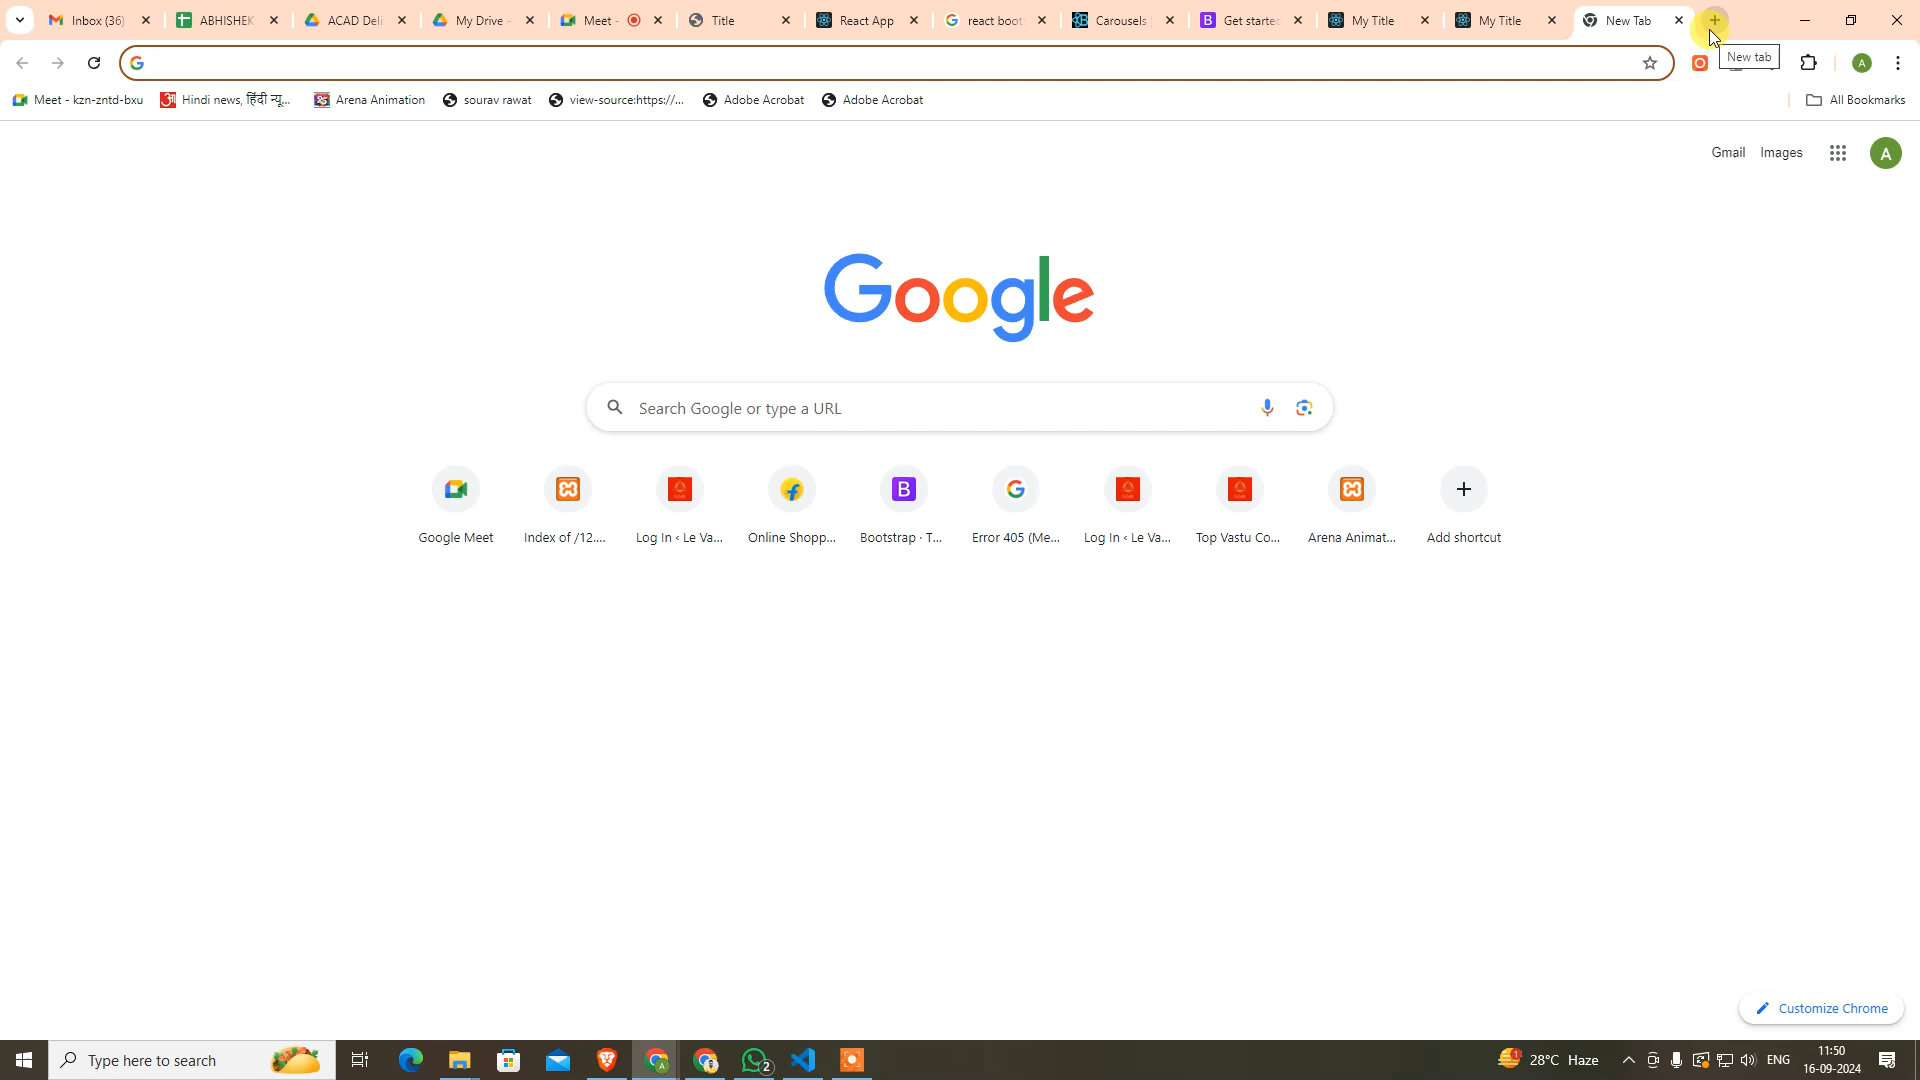 Inbox (36) ABHISHEK ACAD Deli My Drive - Meet - Title React App react boots Carousels Get started My Title My Title New Tab
New tab
Meet - kzn-zntd-bxu Hindi news, हिंदी न्यू... Arena Animation sourav rawat view-source:https://... Adobe Acrobat Adobe Acrobat All Bookmarks
Gmail Images A
Google
Search Google or type a URL
Google Meet Index of /12.... Log In ‹ Le Va... Online Shopp... Bootstrap · T... Error 405 (Me... Log In ‹ Le Va... Top Vastu Co... Arena Animat... Add shortcut
Customize Chrome
Type here to search 2 28°C Haze ENG 11:50
16-09-2024